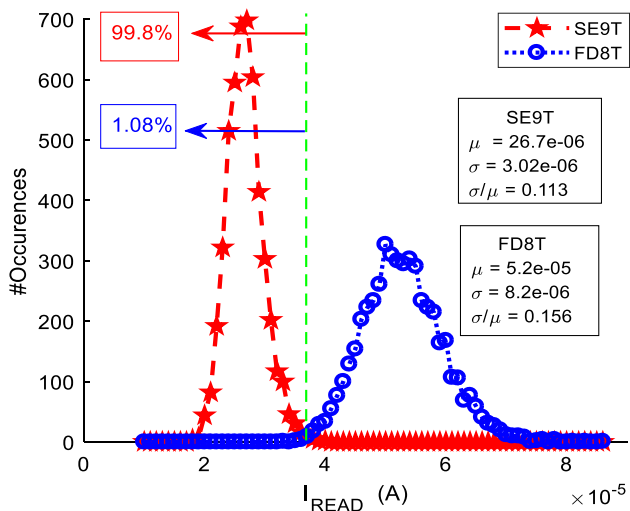 700
600
500
400
300
200
100
0
#Occurences
99.8%
1.08%
SE9T
FD8T
SE9T
μ = 26.7e-06
σ = 3.02e-06
σ/μ = 0.113
FD8T
μ = 5.2e-05
σ = 8.2e-06
σ/μ = 0.156
0 2 4 6 8
I_READ (A)
×10^-5